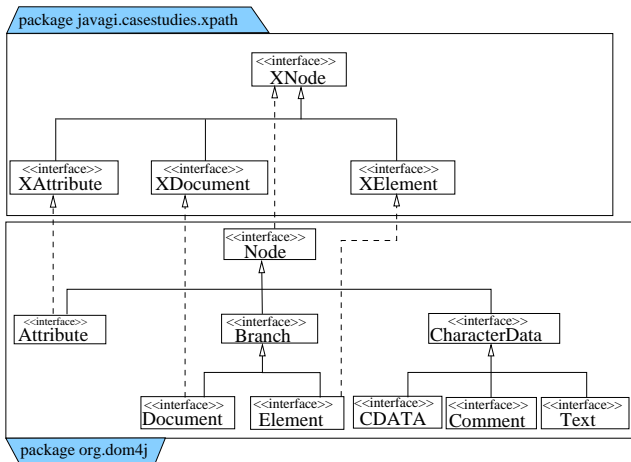 package javagi.casestudies.xpath
<<interface>>
XNode
<<interface>>
XAttribute
<<interface>>
XDocument
<<interface>>
XElement
<<interface>>
Node
<<interface>>
Attribute
<<interface>>
Branch
<<interface>>
CharacterData
<<interface>>
Document
<<interface>>
Element
<<interface>>
CDATA
<<interface>>
Comment
<<interface>>
Text
package org.dom4j